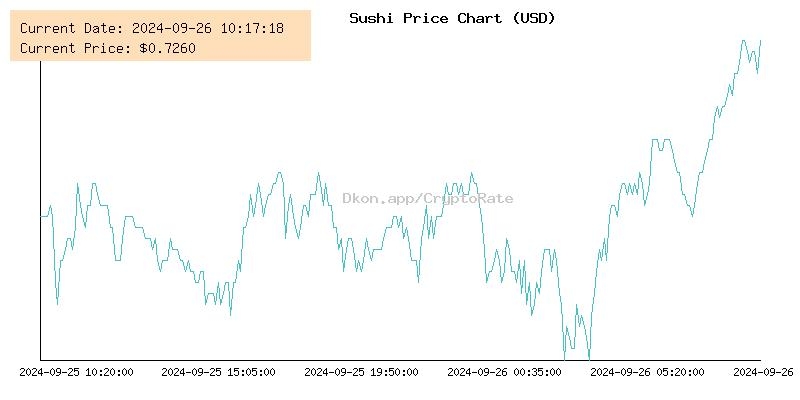 Sushi Price Chart (USD)
Current Date: 2024-09-26 10:17:18
Current Price: $0.7260
Dkon.app/CryptoRate
2024-09-25 10:20:00 2024-09-25 15:05:00 2024-09-25 19:50:00 2024-09-26 00:35:00 2024-09-26 05:20:00 2024-09-26